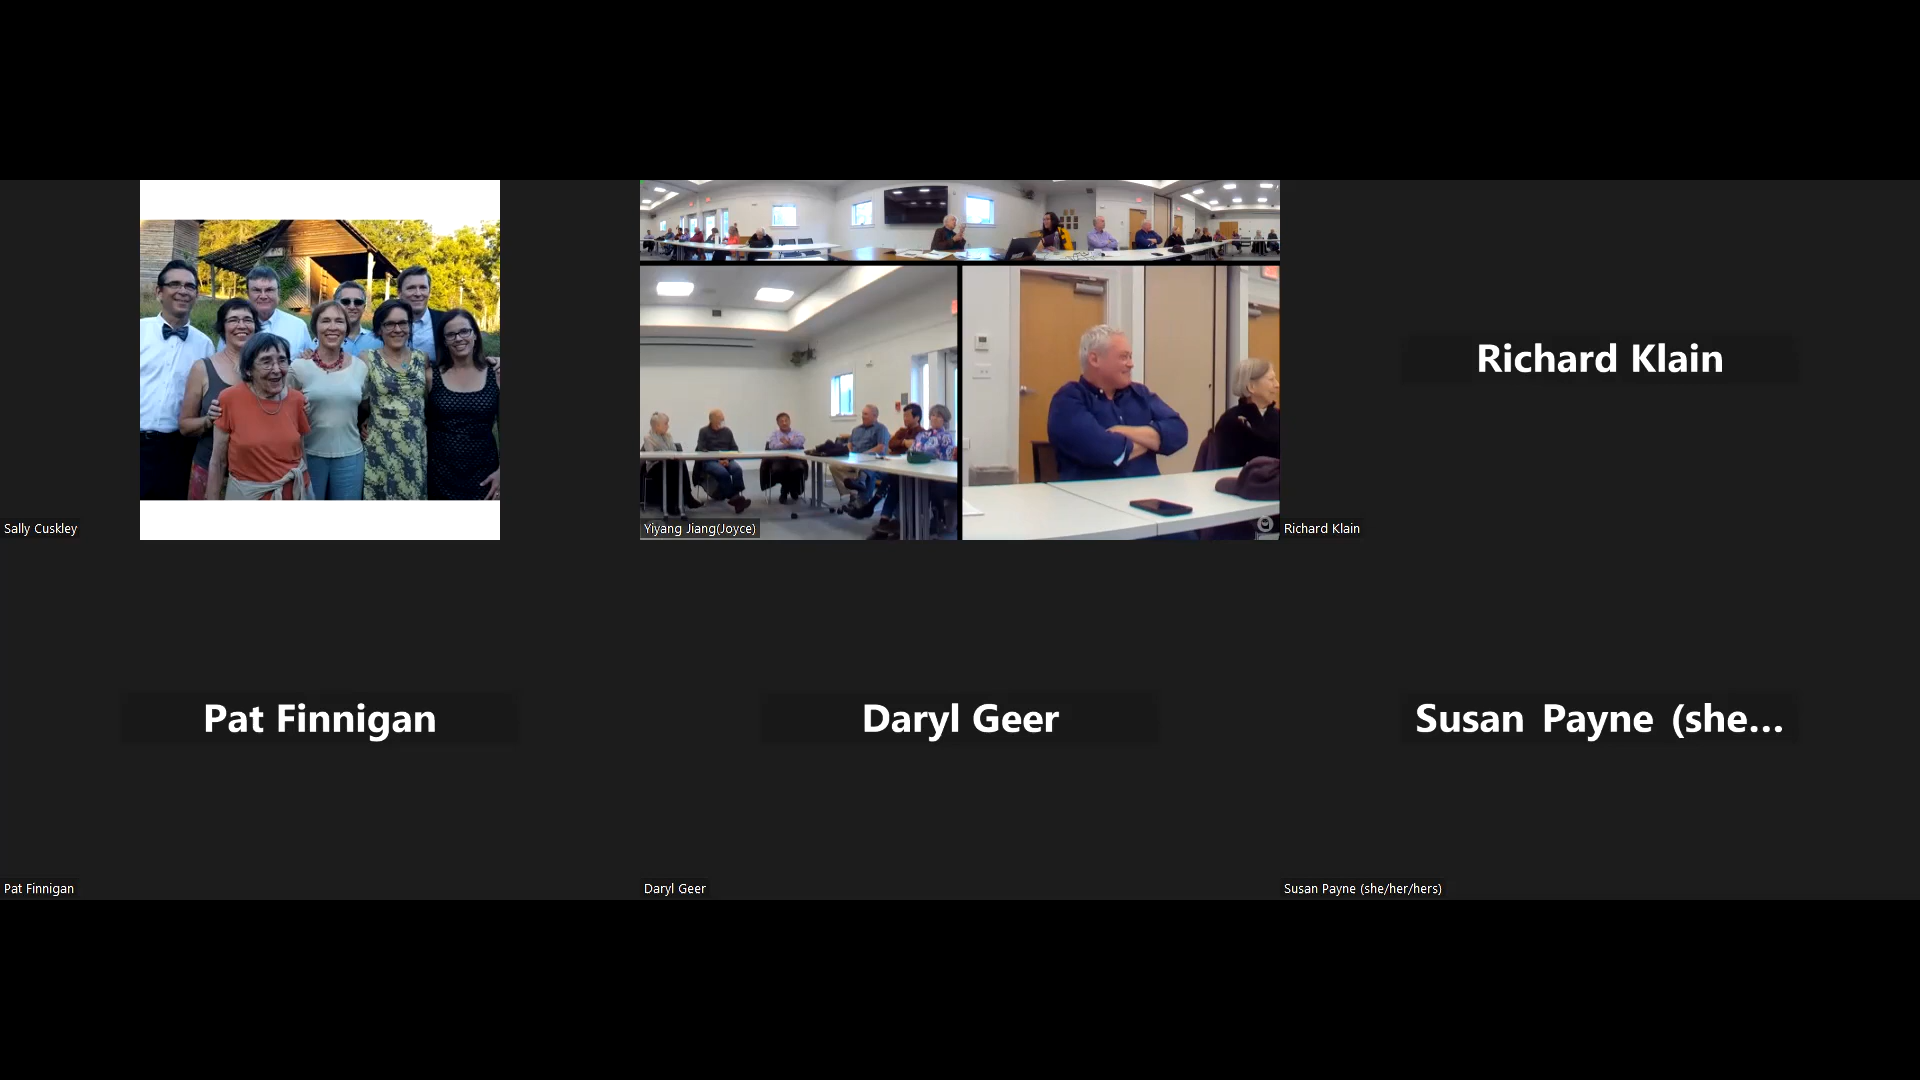 Richard Klain
Sally Cuskley
Yiyang Jiang(Joyce)
Richard Klain
Pat Finnigan
Daryl Geer
Susan Payne (she...
Pat Finnigan
Daryl Geer
Susan Payne (she/her/hers)